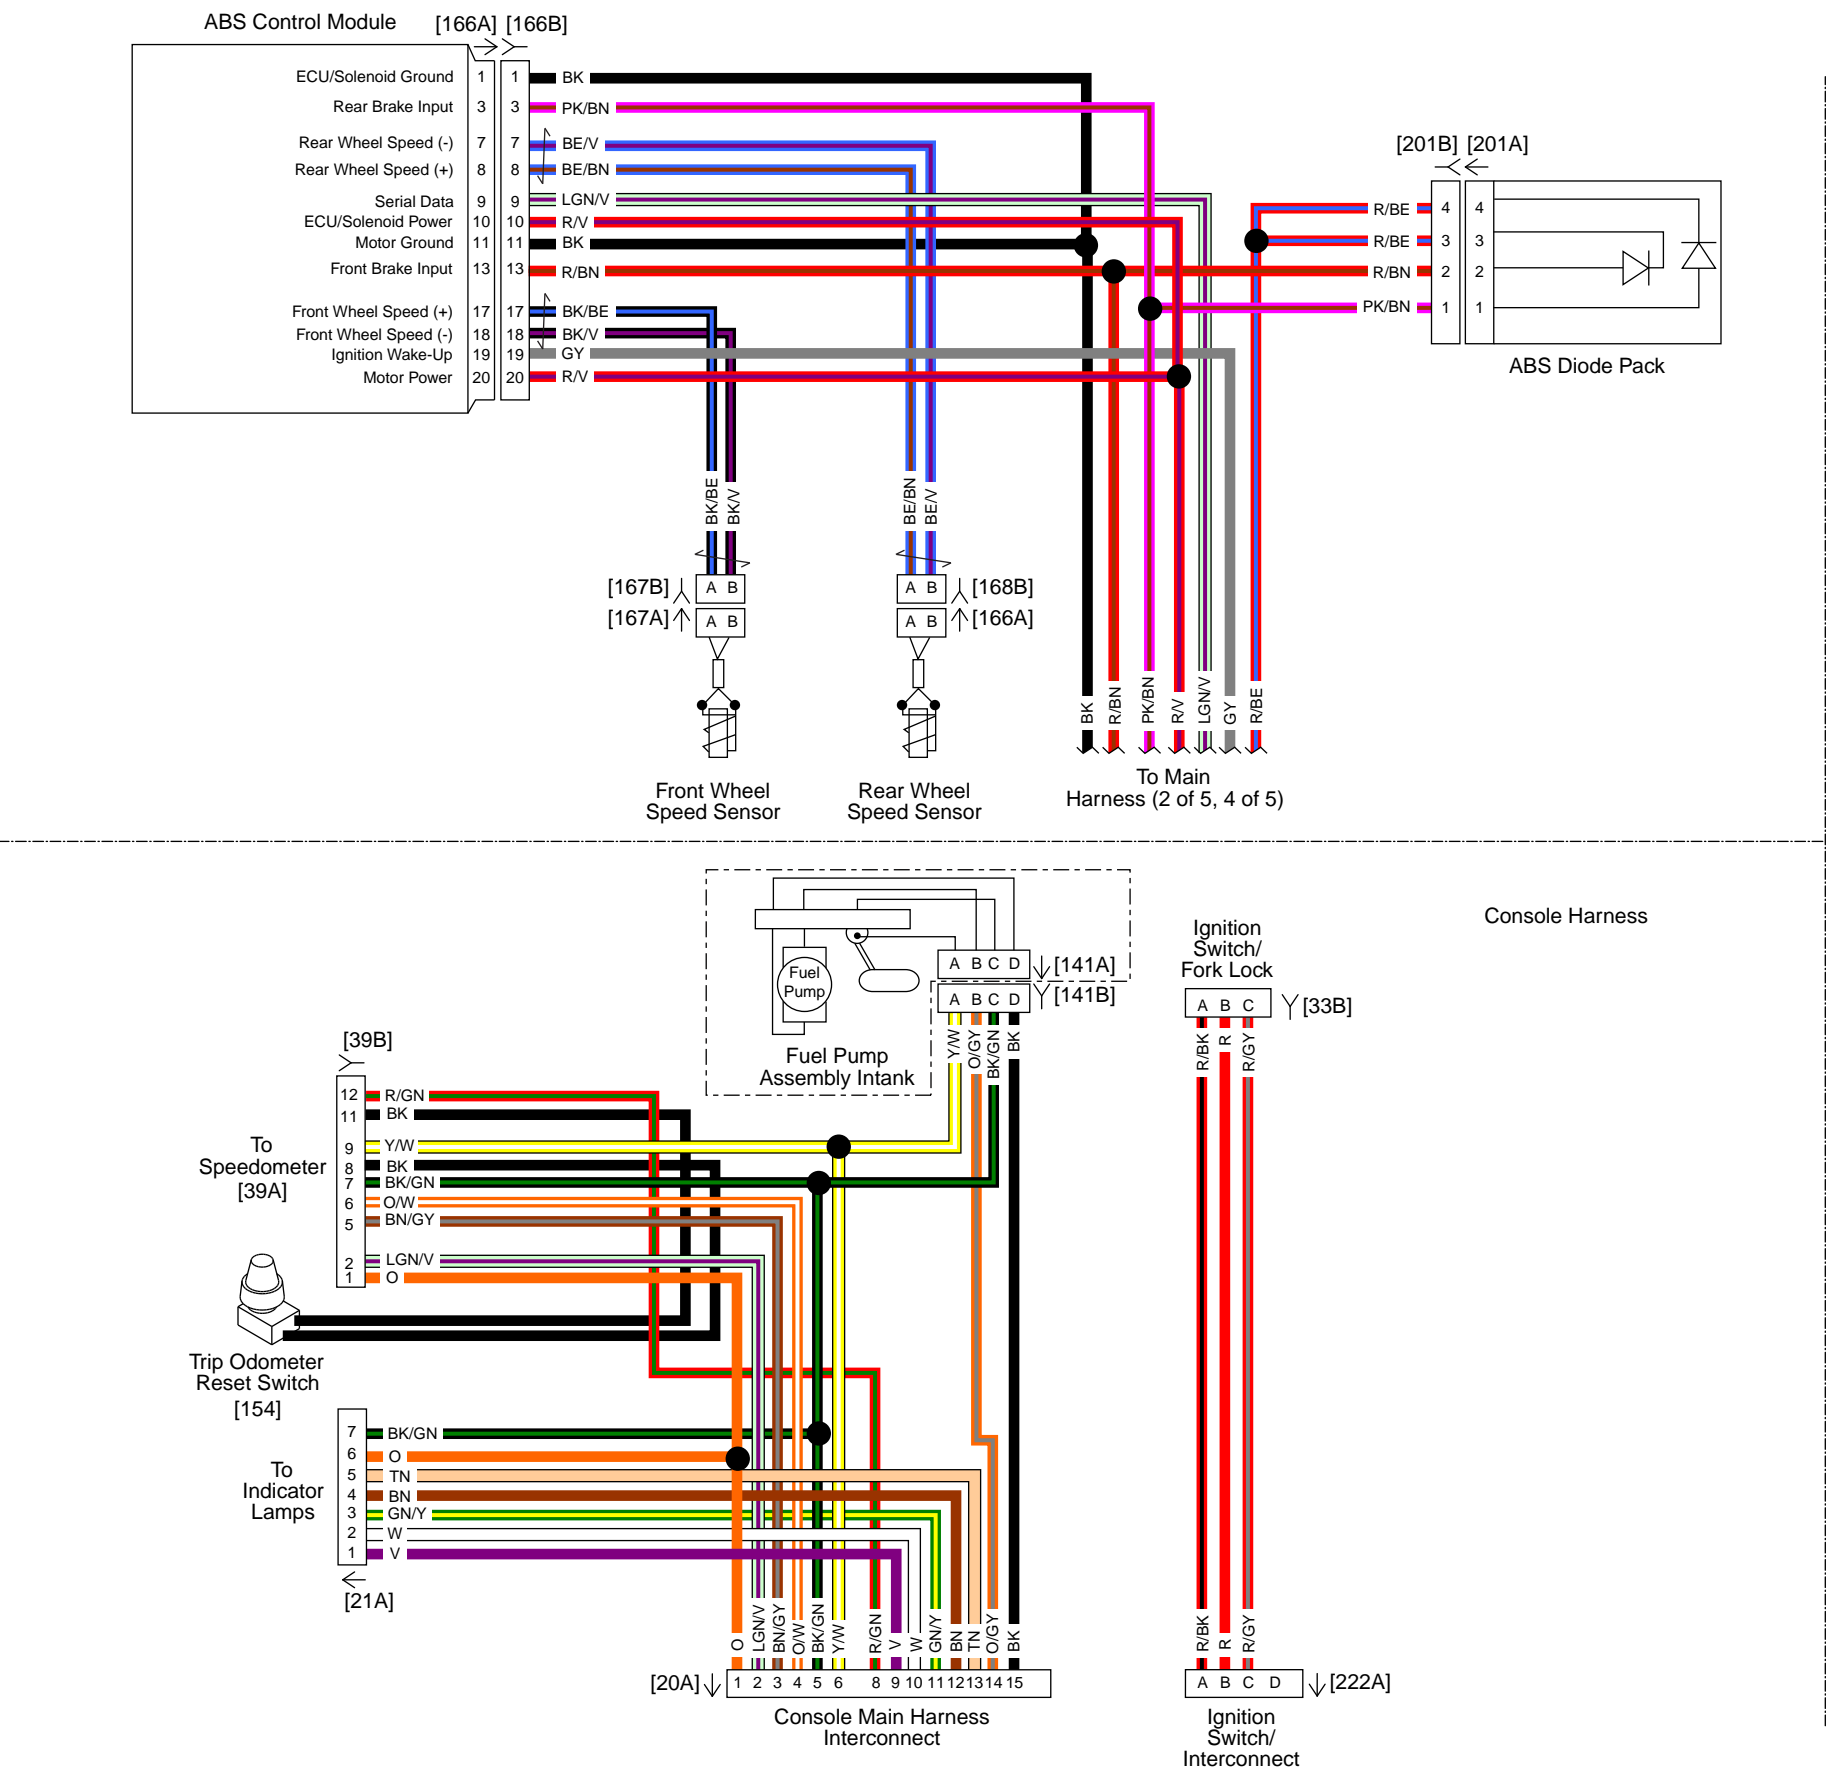 ABS Control Module
[166A] [166B]
ECU/Solenoid Ground 1 1 BK
Rear Brake Input 3 3 PK/BN
Rear Wheel Speed (-) 7 7 BE/V
Rear Wheel Speed (+) 8 8 BE/BN
Serial Data 9 9 LGN/V
ECU/Solenoid Power 10 10 R/V
Motor Ground 11 11 BK
Front Brake Input 13 13 R/BN
Front Wheel Speed (+) 17 17 BK/BE
Front Wheel Speed (-) 18 18 BK/V
Ignition Wake-Up 19 19 GY
Motor Power 20 20 R/V
[201B] [201A]
R/BE 4 4
R/BE 3 3
R/BN 2 2
PK/BN 1 1
ABS Diode Pack
BK/BE BK/V
BE/BN BE/V
[167B] A B
[167A] A B
A B [168B]
A B [166A]
Front Wheel
Speed Sensor
Rear Wheel
Speed Sensor
BK R/BN PK/BN R/V LGN/V GY R/BE
To Main
Harness (2 of 5, 4 of 5)
Console Harness
Fuel
Pump
A B C D [141A]
A B C D [141B]
Y/W O/GY BK/GN BK
Fuel Pump
Assembly Intank
Ignition
Switch/
Fork Lock
A B C [33B]
R/BK R R/GY
[39B]
12 R/GN
11 BK
9 Y/W
8 BK
7 BK/GN
6 O/W
5 BN/GY
2 LGN/V
1 O
To
Speedometer
[39A]
Trip Odometer
Reset Switch
[154]
7 BK/GN
6 O
5 TN
4 BN
3 GN/Y
2 W
1 V
To
Indicator
Lamps
[21A]
O LGN/V BN/GY O/W BK/GN Y/W R/GN V W GN/Y BN TN O/GY BK
[20A] 1 2 3 4 5 6 8 9 10 11 12 13 14 15
Console Main Harness
Interconnect
R/BK R R/GY
A B C D [222A]
Ignition
Switch/
Interconnect